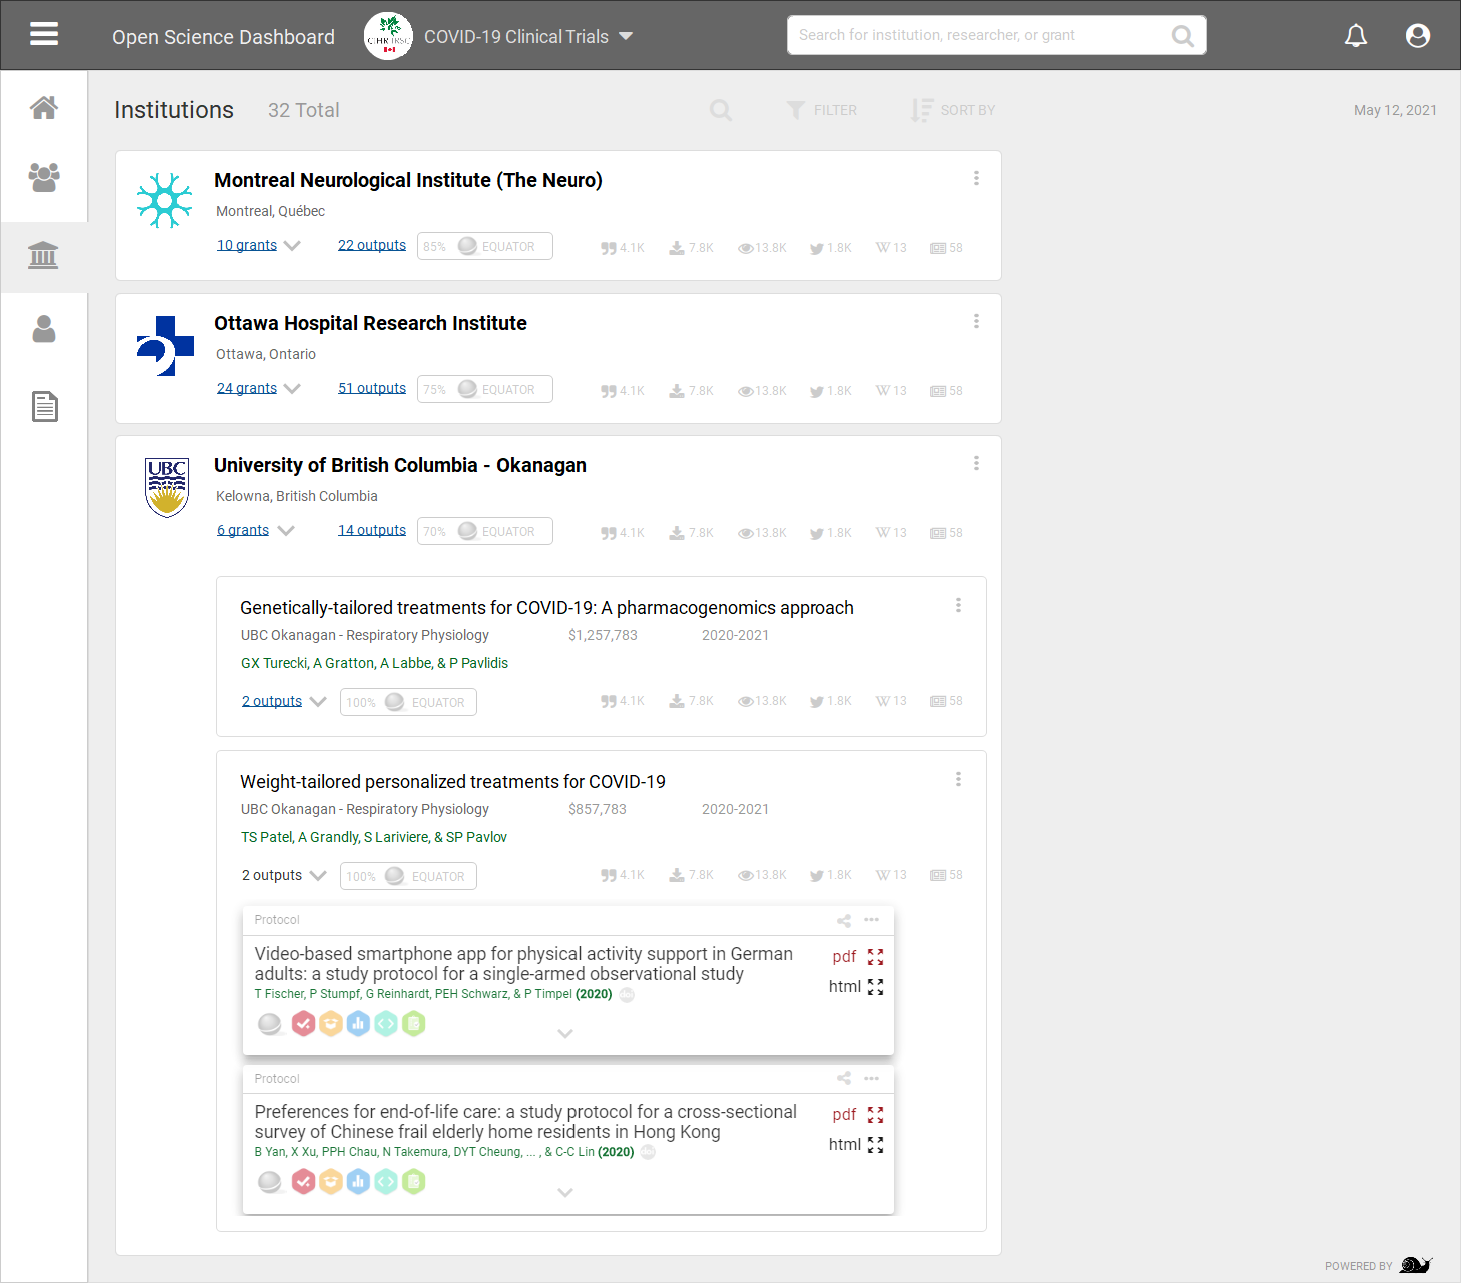 Open Science Dashboard
CIHR IRSC
COVID-19 Clinical Trials
Search for institution, researcher, or grant
Institutions
32 Total
FILTER
SORT BY
May 12, 2021
Montreal Neurological Institute (The Neuro)
Montreal, Québec
10 grants
22 outputs
85% EQUATOR
4.1K 7.8K 13.8K 1.8K W 13 58
Ottawa Hospital Research Institute
Ottawa, Ontario
24 grants
51 outputs
75% EQUATOR
4.1K 7.8K 13.8K 1.8K W 13 58
UBC
University of British Columbia - Okanagan
Kelowna, British Columbia
6 grants
14 outputs
70% EQUATOR
4.1K 7.8K 13.8K 1.8K W 13 58
Genetically-tailored treatments for COVID-19: A pharmacogenomics approach
UBC Okanagan - Respiratory Physiology
$1,257,783
2020-2021
GX Turecki, A Gratton, A Labbe, & P Pavlidis
2 outputs
100% EQUATOR
4.1K 7.8K 13.8K 1.8K W 13 58
Weight-tailored personalized treatments for COVID-19
UBC Okanagan - Respiratory Physiology
$857,783
2020-2021
TS Patel, A Grandly, S Lariviere, & SP Pavlov
2 outputs
100% EQUATOR
4.1K 7.8K 13.8K 1.8K W 13 58
Protocol
Video-based smartphone app for physical activity support in German
adults: a study protocol for a single-armed observational study
T Fischer, P Stumpf, G Reinhardt, PEH Schwarz, & P Timpel (2020) doi
pdf
html
Protocol
Preferences for end-of-life care: a study protocol for a cross-sectional
survey of Chinese frail elderly home residents in Hong Kong
B Yan, X Xu, PPH Chau, N Takemura, DYT Cheung, ... , & C-C Lin (2020) doi
pdf
html
POWERED BY